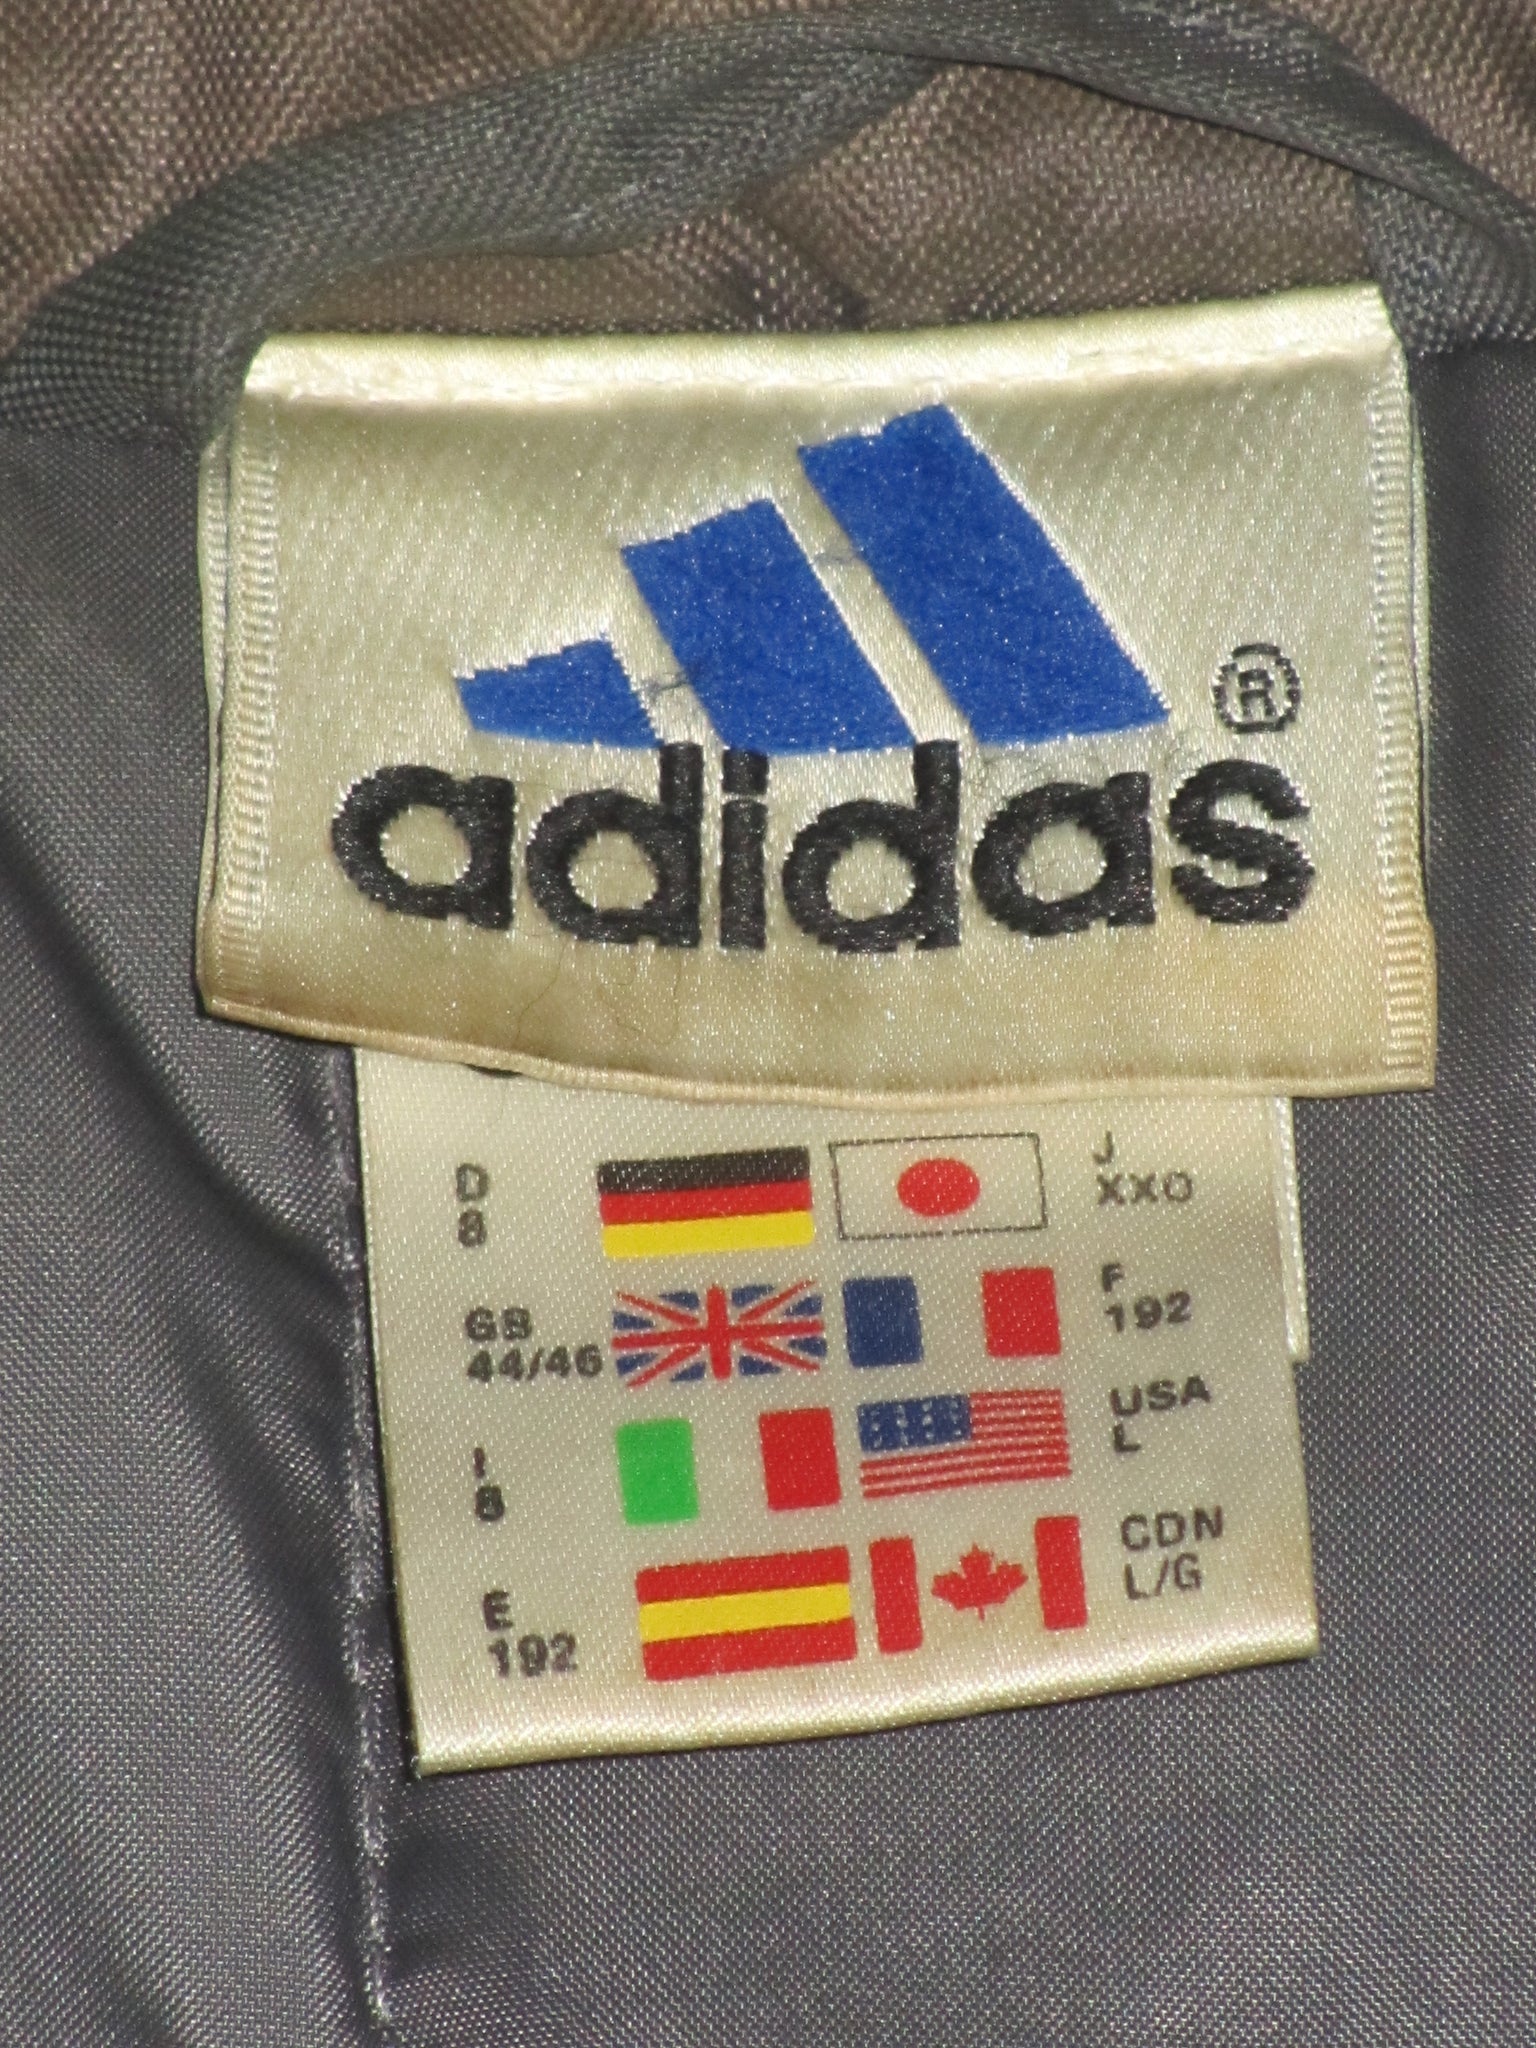 ®
adidas
D
8
J
XXO
GB
44/46
F
192
I
8
USA
L
E
192
CDN
L/G